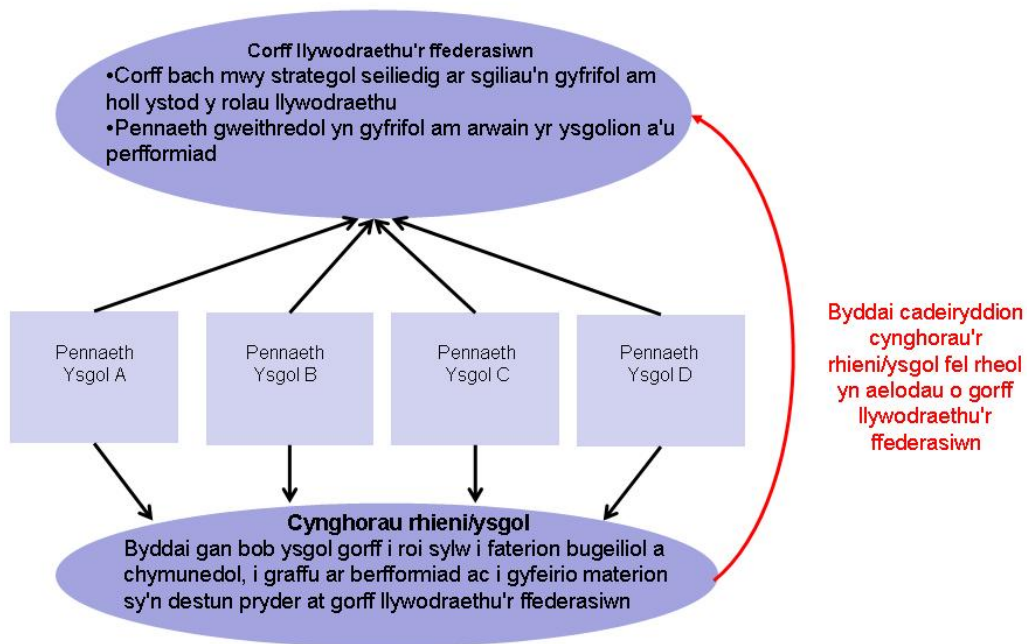 Corff llywodraethu'r ffederasiwn
•Corff bach mwy strategol seiliedig ar sgiliau'n gyfrifol am
holl ystod y rolau llywodraethu
•Pennaeth gweithredol yn gyfrifol am arwain yr ysgolion a'u
perfformiad
Pennaeth
Ysgol A
Pennaeth
Ysgol B
Pennaeth
Ysgol C
Pennaeth
Ysgol D
Byddai cadeiryddion
cynghorau'r
rhieni/ysgol fel rheol
yn aelodau o gorff
llywodraethu'r
ffederasiwn
Cynghorau rhieni/ysgol
Byddai gan bob ysgol gorff i roi sylw i faterion bugeiliol a
chymunedol, i graffu ar berfformiad ac i gyfeirio materion
sy'n destun pryder at gorff llywodraethu'r ffederasiwn